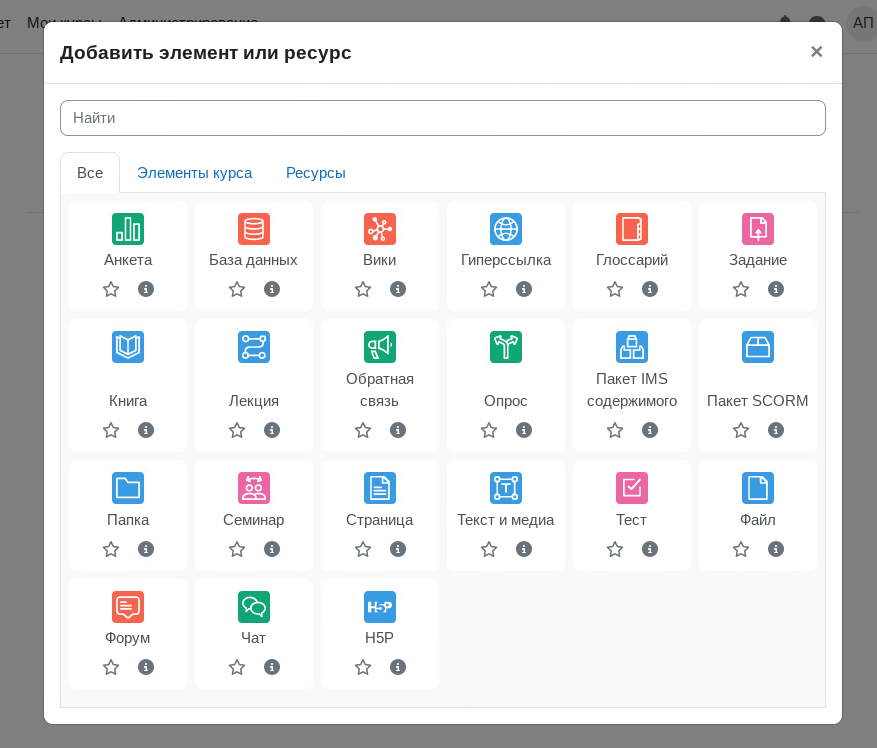 ет Мои курсы Администрирование АП
Добавить элемент или ресурс ×
Найти
Все Элементы курса Ресурсы
Анкета База данных Вики Гиперссылка Глоссарий Задание
Книга Лекция Обратная связь Опрос Пакет IMS содержимого Пакет SCORM
Папка Семинар Страница Текст и медиа Тест Файл
Форум Чат H5P
H5P